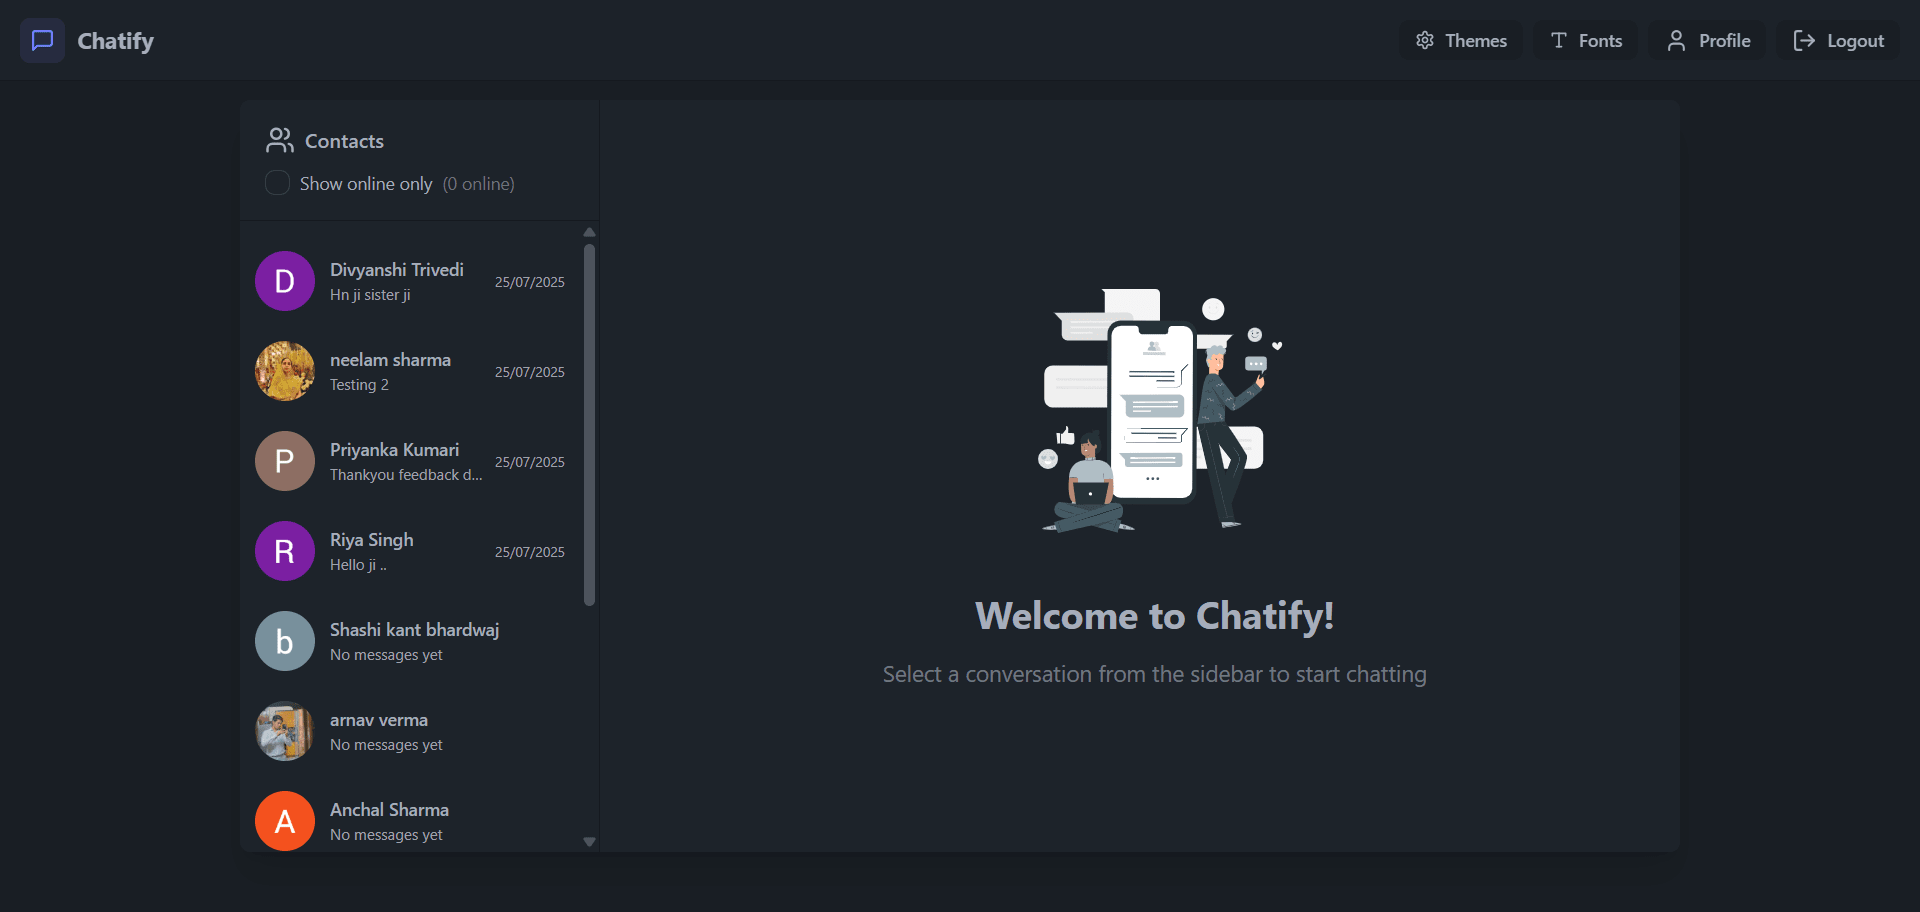 Chatify
Themes
Fonts
Profile
Logout
Contacts
Show online only (0 online)
D
Divyanshi Trivedi
Hn ji sister ji
25/07/2025
neelam sharma
Testing 2
25/07/2025
P
Priyanka Kumari
Thankyou feedback d...
25/07/2025
R
Riya Singh
Hello ji ..
25/07/2025
b
Shashi kant bhardwaj
No messages yet
arnav verma
No messages yet
A
Anchal Sharma
No messages yet
Welcome to Chatify!
Select a conversation from the sidebar to start chatting